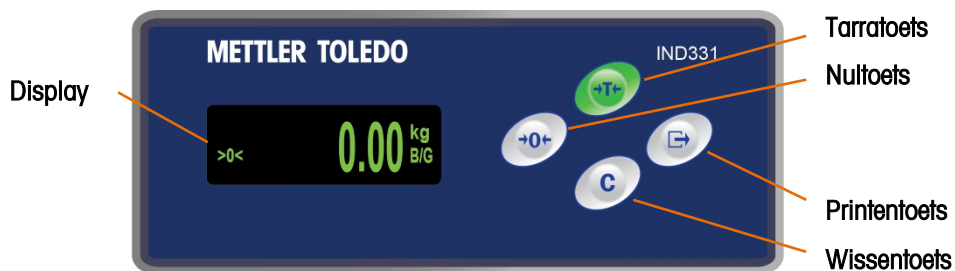 Tarratoets
METTLER TOLEDO
IND331
Nultoets
Display
→T←
>0<
0.00
kg
B/G
→0←
C
Printentoets
Wissentoets